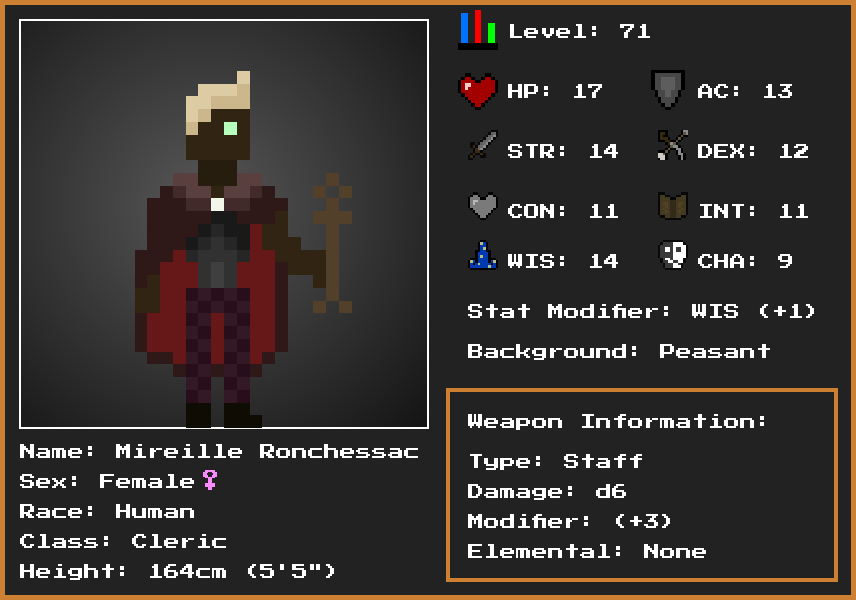 Level: 71
HP: 17 AC: 13
STR: 14 DEX: 12
CON: 11 INT: 11
WIS: 14 CHA: 9
Stat Modifier: WIS (+1)
Background: Peasant
Weapon Information:
Type: Staff
Damage: d6
Modifier: (+3)
Elemental: None
Name: Mireille Ronchessac
Sex: Female♀
Race: Human
Class: Cleric
Height: 164cm (5'5")